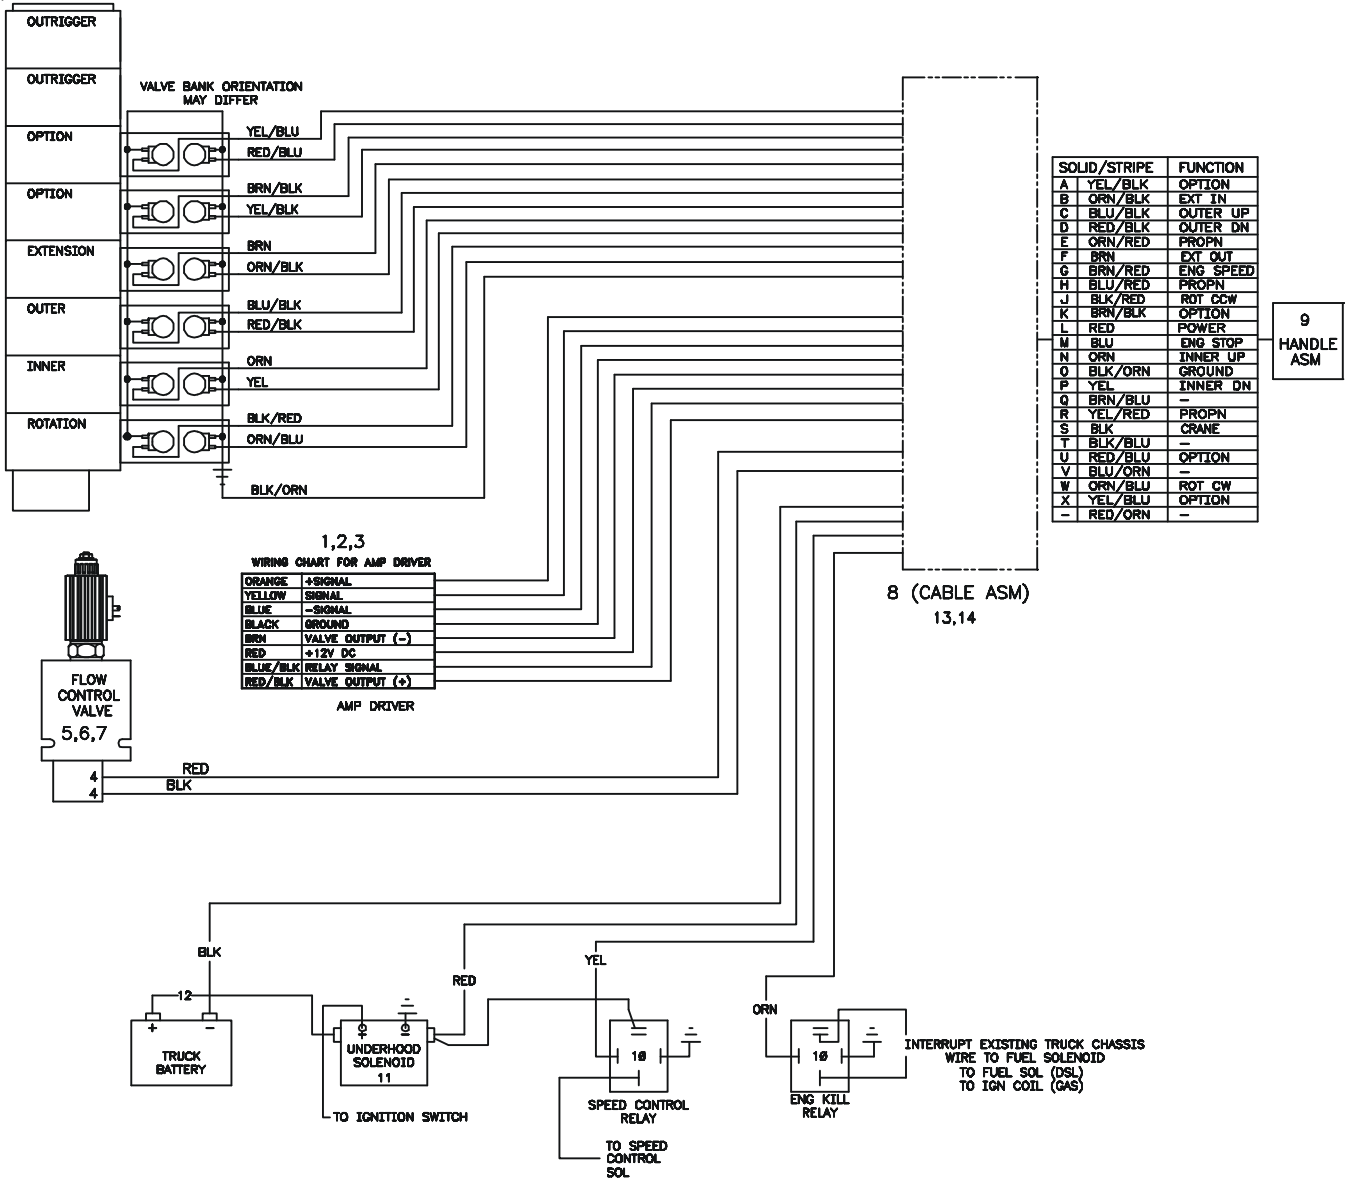 OUTRIGGER
OUTRIGGER
OPTION
OPTION
EXTENSION
OUTER
INNER
ROTATION
VALVE BANK ORIENTATION
MAY DIFFER
YEL/BLU
RED/BLU
BRN/BLK
YEL/BLK
BRN
ORN/BLK
BLU/BLK
RED/BLK
ORN
YEL
BLK/RED
ORN/BLU
BLK/ORN
SOLID/STRIPE FUNCTION
A YEL/BLK OPTION
B ORN/BLK EXT IN
C BLU/BLK OUTER UP
D RED/BLK OUTER DN
E ORN/RED PROPN
F BRN EXT OUT
G BRN/RED ENG SPEED
H BLU/RED PROPN
J BLK/RED ROT CCW
K BRN/BLK OPTION
L RED POWER
M BLU ENG STOP
N ORN INNER UP
O BLK/ORN GROUND
P YEL INNER DN
Q BRN/BLU -
R YEL/RED PROPN
S BLK CRANE
T BLK/BLU -
U RED/BLU OPTION
V BLU/ORN -
W ORN/BLU ROT CW
X YEL/BLU OPTION
- RED/ORN -
9
HANDLE
ASM
8 (CABLE ASM)
13,14
1,2,3
WIRING CHART FOR AMP DRIVER
ORANGE +SIGNAL
YELLOW SIGNAL
BLUE -SIGNAL
BLACK GROUND
BRN VALVE OUTPUT (-)
RED +12V DC
BLUE/BLK RELAY SIGNAL
RED/BLK VALVE OUTPUT (+)
AMP DRIVER
FLOW
CONTROL
VALVE
5,6,7
4
4
RED
BLK
BLK
12
+ -
TRUCK
BATTERY
RED
+
UNDERHOOD
SOLENOID
11
TO IGNITION SWITCH
YEL
10
SPEED CONTROL
RELAY
TO SPEED
CONTROL
SOL
ORN
10
ENG KILL
RELAY
INTERRUPT EXISTING TRUCK CHASSIS
WIRE TO FUEL SOLENOID
TO FUEL SOL (DSL)
TO IGN COIL (GAS)